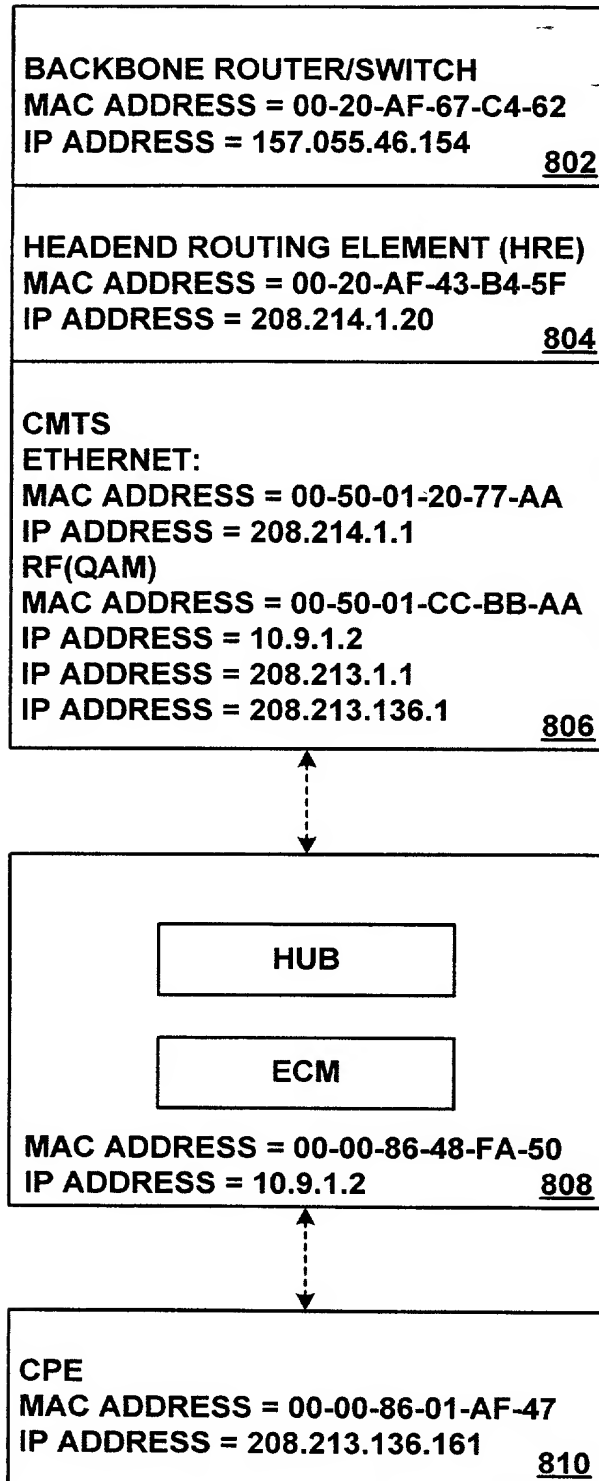 BACKBONE ROUTER/SWITCH
MAC ADDRESS = 00-20-AF-67-C4-62
IP ADDRESS = 157.055.46.154
802
HEADEND ROUTING ELEMENT (HRE)
MAC ADDRESS = 00-20-AF-43-B4-5F
IP ADDRESS = 208.214.1.20
804
CMTS
ETHERNET:
MAC ADDRESS = 00-50-01-20-77-AA
IP ADDRESS = 208.214.1.1
RF(QAM)
MAC ADDRESS = 00-50-01-CC-BB-AA
IP ADDRESS = 10.9.1.2
IP ADDRESS = 208.213.1.1
IP ADDRESS = 208.213.136.1
806
HUB
ECM
MAC ADDRESS = 00-00-86-48-FA-50
IP ADDRESS = 10.9.1.2
808
CPE
MAC ADDRESS = 00-00-86-01-AF-47
IP ADDRESS = 208.213.136.161
810